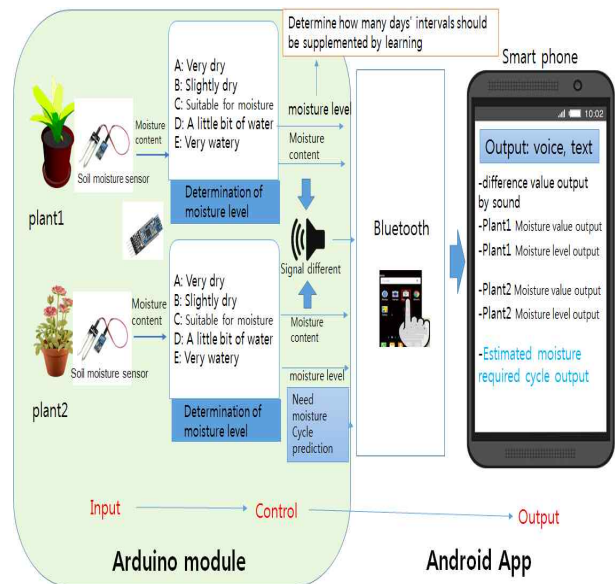 Determine how many days' intervals should
be supplemented by learning
Smart phone
10:02
A: Very dry
B: Slightly dry
C: Suitable for moisture
D: A little bit of water
E: Very watery
Moisture
content
Soil moisture sensor
plant1
Determination of
moisture level
moisture level
Moisture
content
Signal different
Bluetooth
Output: voice, text
-difference value output
by sound
-Plant1 Moisture value output
-Plant1 Moisture level output
-Plant2 Moisture value output
-Plant2 Moisture level output
-Estimated moisture
required cycle output
A: Very dry
B: Slightly dry
C: Suitable for moisture
D: A little bit of water
E: Very watery
Moisture
content
Soil moisture sensor
plant2
Determination of
moisture level
Moisture
content
moisture level
Need
moisture
Cycle
prediction
Input
Control
Output
Arduino module
Android App